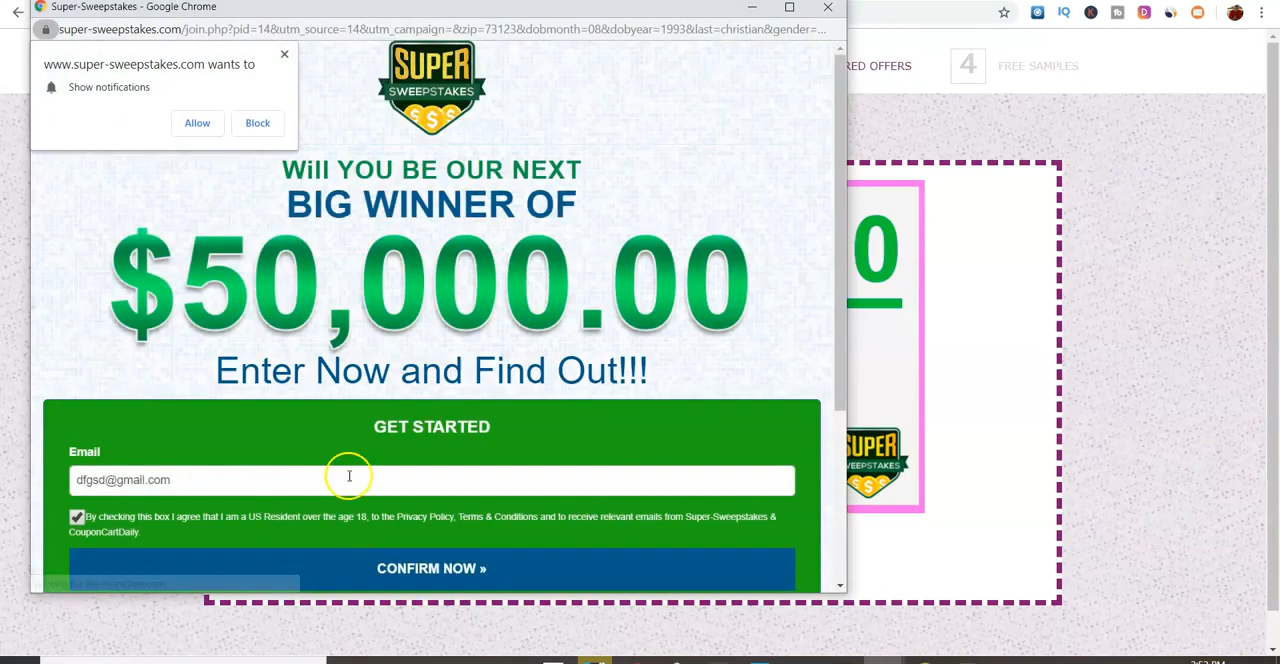 Super-Sweepstakes - Google Chrome
super-sweepstakes.com/join.php?pid=14&utm_source=14&utm_campaign=&zip=73123&dobmonth=08&dobyear=1993&last=christian&gender=...
www.super-sweepstakes.com wants to
Show notifications
Allow
Block
SUPER
SWEEPSTAKES
RED OFFERS
4
FREE SAMPLES
Will YOU BE OUR NEXT
BIG WINNER OF
$50,000.00
Enter Now and Find Out!!!
0
GET STARTED
Email
dfgsd@gmail.com
By checking this box I agree that I am a US Resident over the age 18, to the Privacy Policy, Terms & Conditions and to receive relevant emails from Super-Sweepstakes &
CouponCartDaily.
CONFIRM NOW »
SUPER
EEPSTAKES